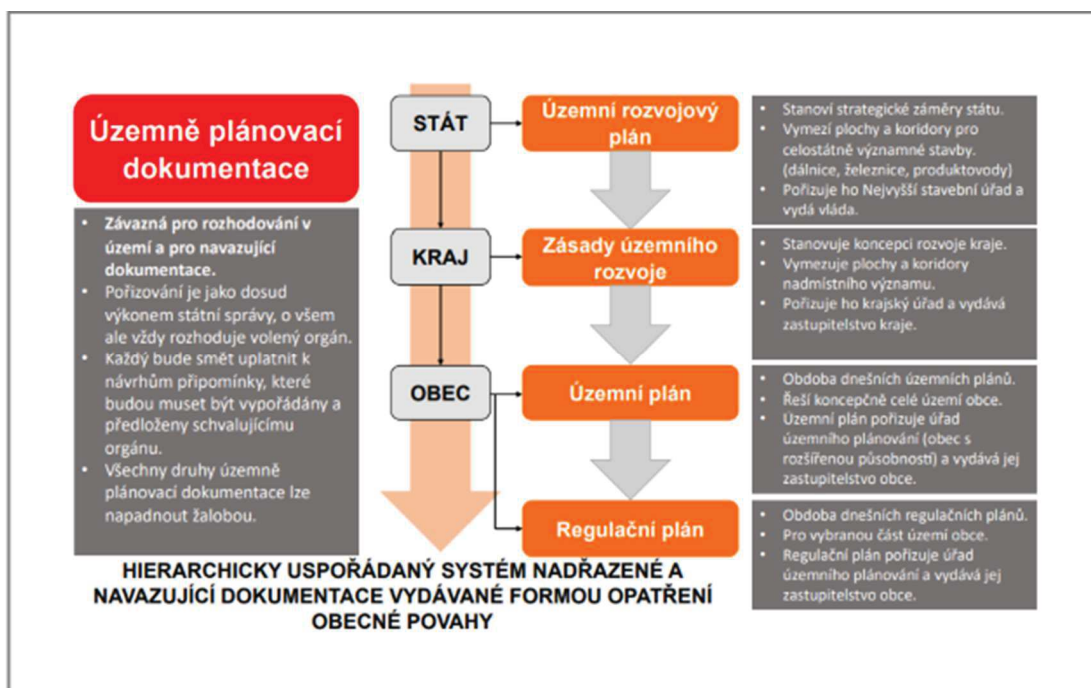 Územně plánovací
dokumentace
• Závazná pro rozhodování v
území a pro navazující
dokumentace.
• Pořizování je jako dosud
výkonem státní správy, o všem
ale vždy rozhoduje volený orgán.
• Každý bude smět uplatnit k
návrhům připomínky, které
budou muset být vypořádány a
předloženy schvalujícímu
orgánu.
• Všechny druhy územně
plánovací dokumentace lze
napadnout žalobou.
STÁT
Územní rozvojový
plán
• Stanoví strategické záměry státu.
• Vymezí plochy a koridory pro
celostátně významné stavby.
(dálnice, železnice, produktovody)
• Pořizuje ho Nejvyšší stavební úřad a
vydá vláda.
KRAJ
Zásady územního
rozvoje
• Stanovuje koncepci rozvoje kraje.
• Vymezuje plochy a koridory
nadmístního významu.
• Pořizuje ho krajský úřad a vydává
zastupitelstvo kraje.
OBEC
Územní plán
• Obdoba dnešních územních plánů.
• Řeší koncepčně celé území obce.
• Územní plán pořizuje úřad
územního plánování (obec s
rozšířenou působností) a vydává jej
zastupitelstvo obce.
Regulační plán
• Obdoba dnešních regulačních plánů.
• Pro vybranou část území obce.
• Regulační plán pořizuje úřad
územního plánování a vydává jej
zastupitelstvo obce.
HIERARCHICKY USPOŘÁDANÝ SYSTÉM NADŘAZENÉ A
NAVAZUJÍCÍ DOKUMENTACE VYDÁVANÉ FORMOU OPATŘENÍ
OBECNÉ POVAHY